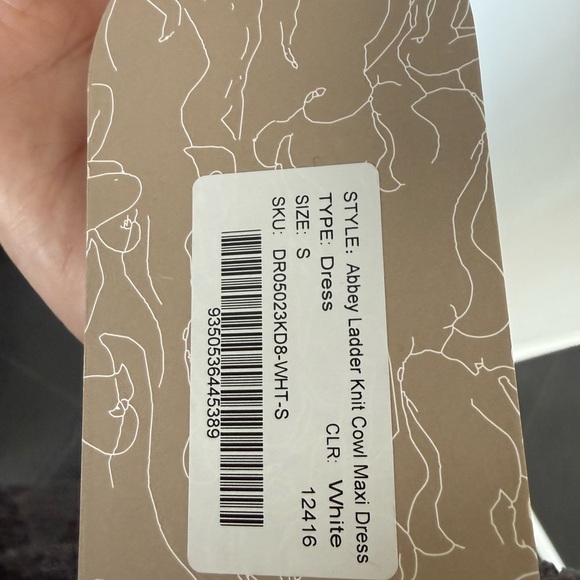 STYLE: Abbey Ladder Knit Cowl Maxi Dress
TYPE: Dress CLR: White
SIZE: S 12416
SKU: DR05023KD8-WHT-S
9350536445389